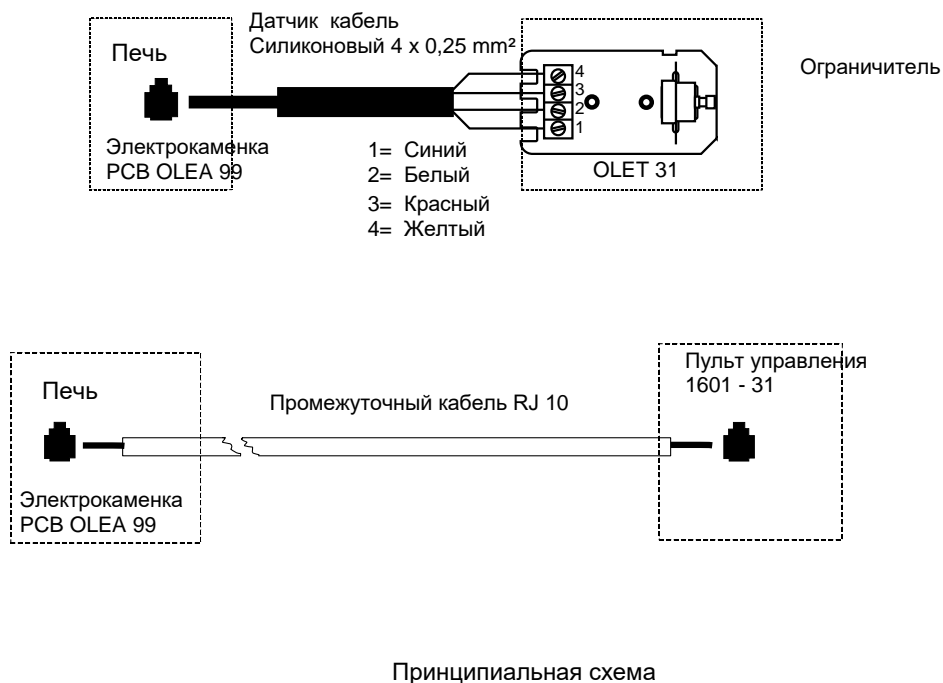 Датчик кабель
Силиконовый 4 x 0,25 mm²
Печь
Ограничитель
4
3
2
1
Электрокаменка
PCB OLEA 99
OLET 31
1= Синий
2= Белый
3= Красный
4= Желтый
Пульт управления
1601 - 31
Печь
Промежуточный кабель RJ 10
Электрокаменка
PCB OLEA 99
Принципиальная схема